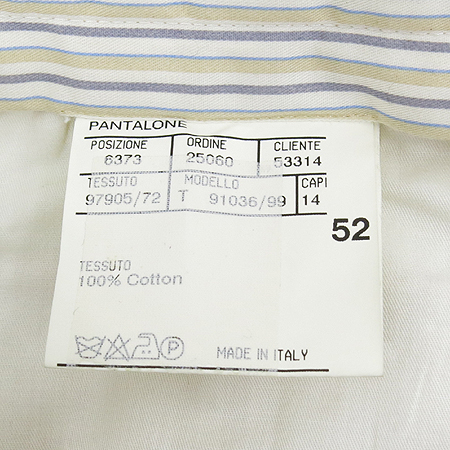 PANTALONE
POSIZIONE ORDINE CLIENTE
6373 25060 53314
TESSUTO MODELLO CAPI
97905/72 T 91036/99 14
52
TESSUTO
100% Cotton
P MADE IN ITALY